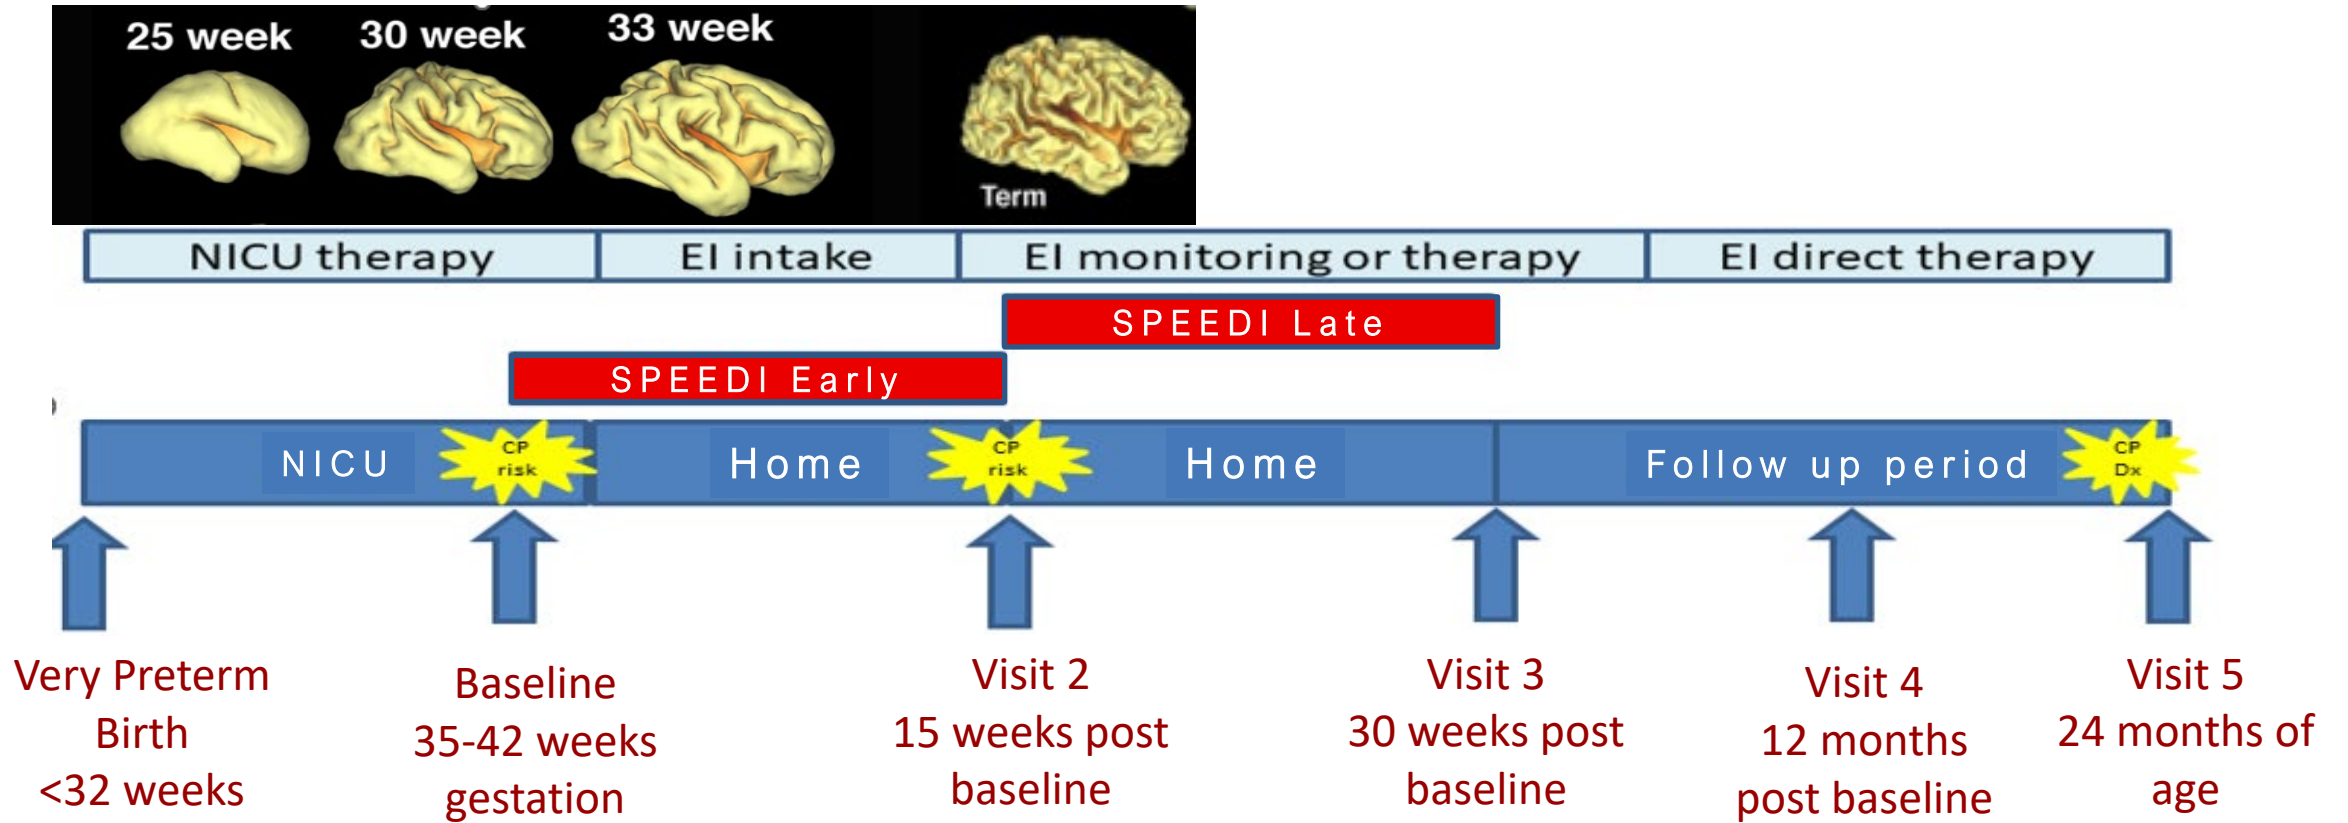 25 week
30 week
33 week
Term
NICU therapy
EI intake
EI monitoring or therapy
EI direct therapy
SPEEDI Late
SPEEDI Early
NICU
CP
risk
Home
CP
risk
Home
Follow up period
CP
Dx
Very Preterm
Birth
<32 weeks
Baseline
35-42 weeks
gestation
Visit 2
15 weeks post
baseline
Visit 3
30 weeks post
baseline
Visit 4
12 months
post baseline
Visit 5
24 months of
age